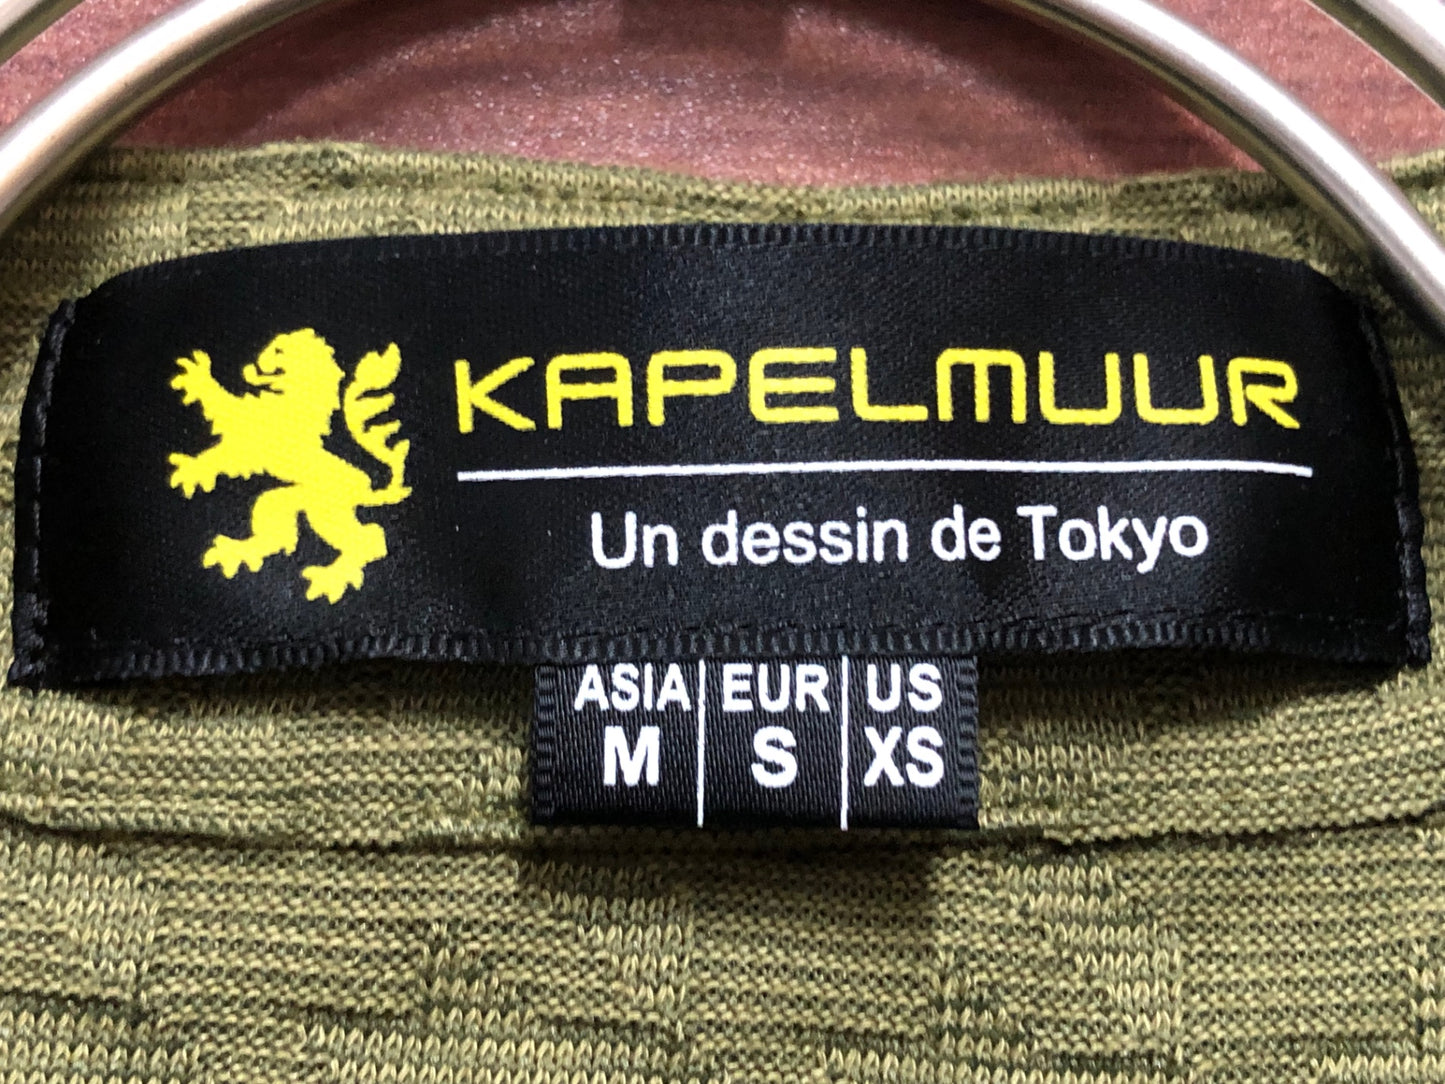 KAPELMUUR
Un dessin de Tokyo
ASIA EUR US
M S XS